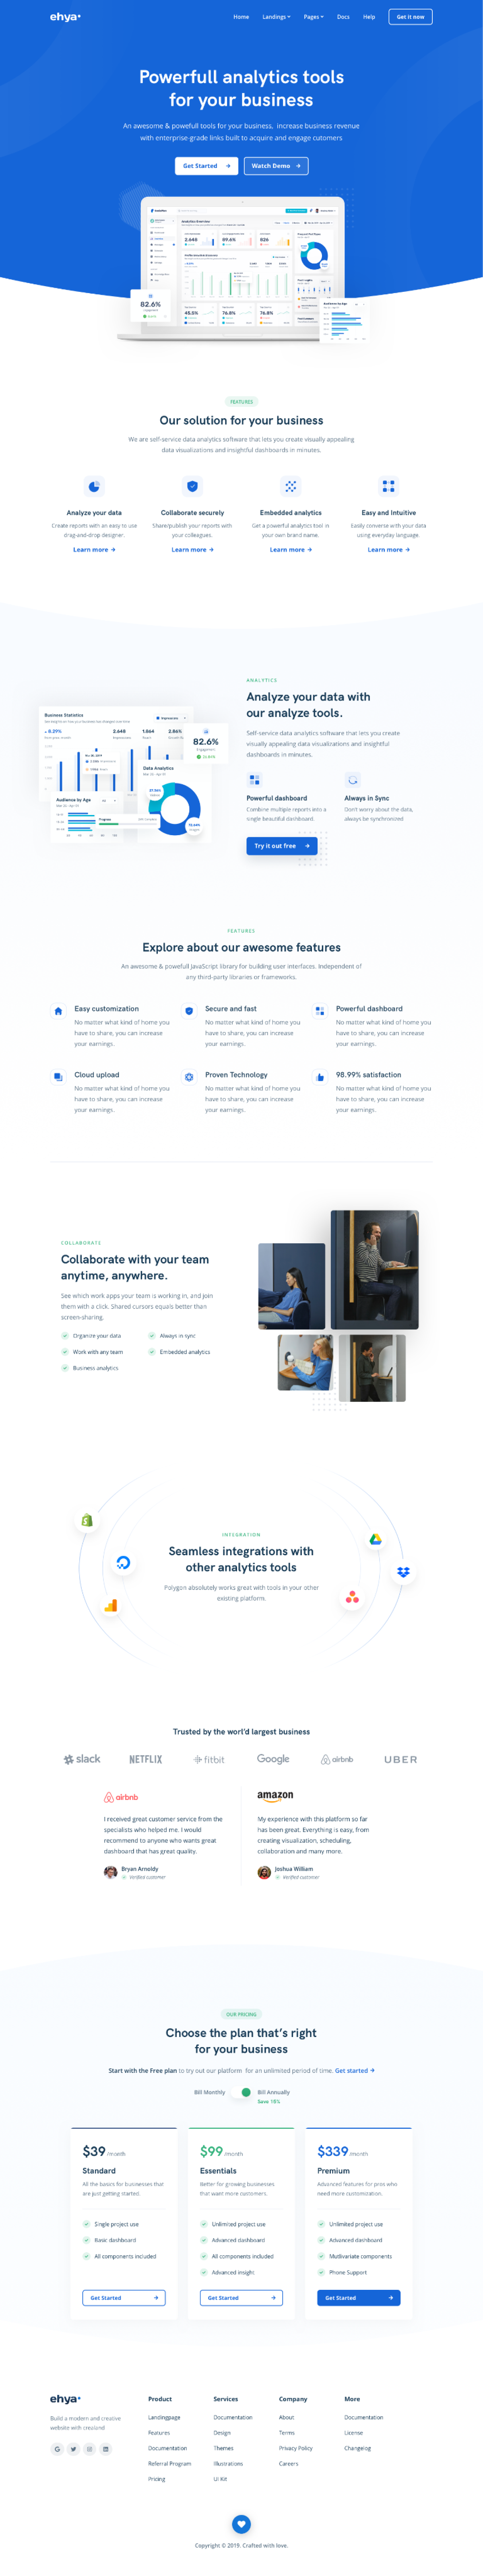 ehya
Home Landings Pages Docs Help Get it now
Powerfull analytics tools
for your business
An awesome & powefull tools for your business, increase business revenue
with enterprise-grade links built to acquire and engage cutomers
Get Started Watch Demo
82.6%
FEATURES
Our solution for your business
We are self-service data analytics software that lets you create visually appealing
data visualizations and insightful dashboards in minutes.
Analyze your data
Create reports with an easy to use
drag-and-drop designer.
Learn more
Collaborate securely
Share/publish your reports with
your colleagues.
Learn more
Embedded analytics
Get a powerful analytics tool in
your own brand name.
Learn more
Easy and Intuitive
Easily converse with your data
using everyday language.
Learn more
Business Statistics
8.29%
2,648
1,864
2.86%
82.6%
Data Analytics
Audience by Age
ANALYTICS
Analyze your data with
our analyze tools.
Self-service data analytics software that lets you create
visually appealing data visualizations and insightful
dashboards in minutes.
Powerful dashboard
Combine multiple reports into a
single beautiful dashboard.
Always in Sync
Don't worry about the data,
always be synchronized
Try it out free
FEATURES
Explore about our awesome features
An awesome & powefull JavaScript library for building user interfaces. Independent of
any third-party libraries or frameworks.
Easy customization
No matter what kind of home you
have to share, you can increase
your earnings.
Secure and fast
No matter what kind of home you
have to share, you can increase
your earnings.
Powerful dashboard
No matter what kind of home you
have to share, you can increase
your earnings.
Cloud upload
No matter what kind of home you
have to share, you can increase
your earnings.
Proven Technology
No matter what kind of home you
have to share, you can increase
your earnings.
98.99% satisfaction
No matter what kind of home you
have to share, you can increase
your earnings.
COLLABORATE
Collaborate with your team
anytime, anywhere.
See which work apps your team is working in, and join
them with a click. Shared cursors equals better than
screen-sharing.
Organize your data Always in sync
Work with any team Embedded analytics
Business analytics
INTEGRATION
Seamless integrations with
other analytics tools
Polygon absolutely works great with tools in your other
existing platform.
Trusted by the worl'd largest business
slack NETFLIX fitbit Google airbnb UBER
airbnb
I received great customer service from the
specialists who helped me. I would
recommend to anyone who wants great
dashboard that has great quality.
Bryan Arnoldy
Verified customer
amazon
My experience with this platform so far
has been great. Everything is easy, from
creating visualization, scheduling,
collaboration and many more.
Joshua William
Verified customer
OUR PRICING
Choose the plan that's right
for your business
Start with the Free plan to try out our platform for an unlimited period of time. Get started
Bill Monthly Bill Annually
Save 15%
$39 /month
Standard
All the basics for businesses that
are just getting started.
Single project use
Basic dashboard
All components included
Get Started
$99 /month
Essentials
Better for growing businesses
that want more customers.
Unlimited project use
Advanced dashboard
All components included
Advanced insight
Get Started
$339 /month
Premium
Advanced features for pros who
need more customization.
Unlimited project use
Advanced dashboard
Multivariate components
Phone Support
Get Started
ehya
Build a modern and creative
website with crealand
Product
Landingpage
Features
Documentation
Referral Program
Pricing
Services
Documentation
Design
Themes
Illustrations
UI Kit
Company
About
Terms
Privacy Policy
Careers
More
Documentation
License
Changelog
Copyright © 2019. Crafted with love.